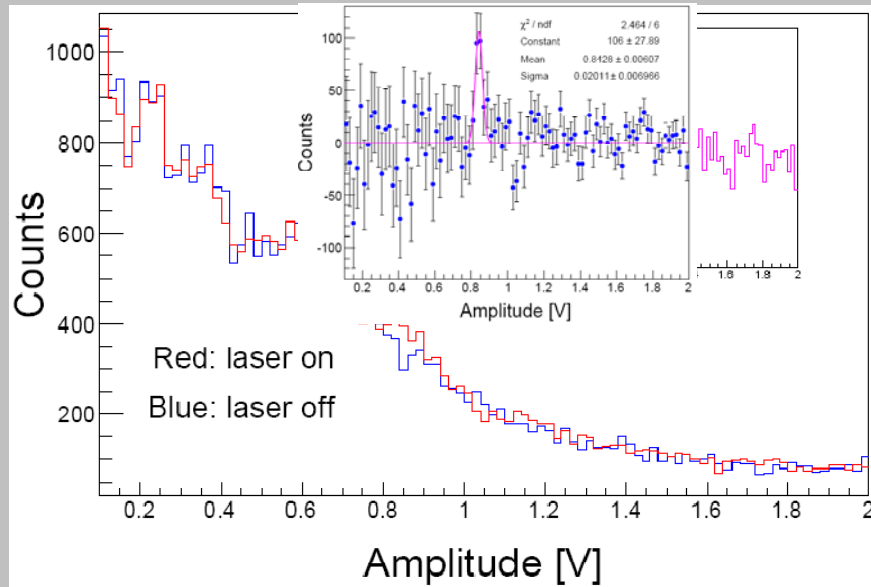 1000
800
600
400
200
Counts
Red: laser on
Blue: laser off
0.2 0.4 0.6 0.8 1 1.2 1.4 1.6 1.8 2
Amplitude [V]
χ² / ndf 2.464 / 6
Constant 106 ± 27.89
Mean 0.8428 ± 0.00607
Sigma 0.02011± 0.006966
100
50
0
-50
-100
Counts
0.2 0.4 0.6 0.8 1 1.2 1.4 1.6 1.8 2
Amplitude [V]
1.6 1.8 2